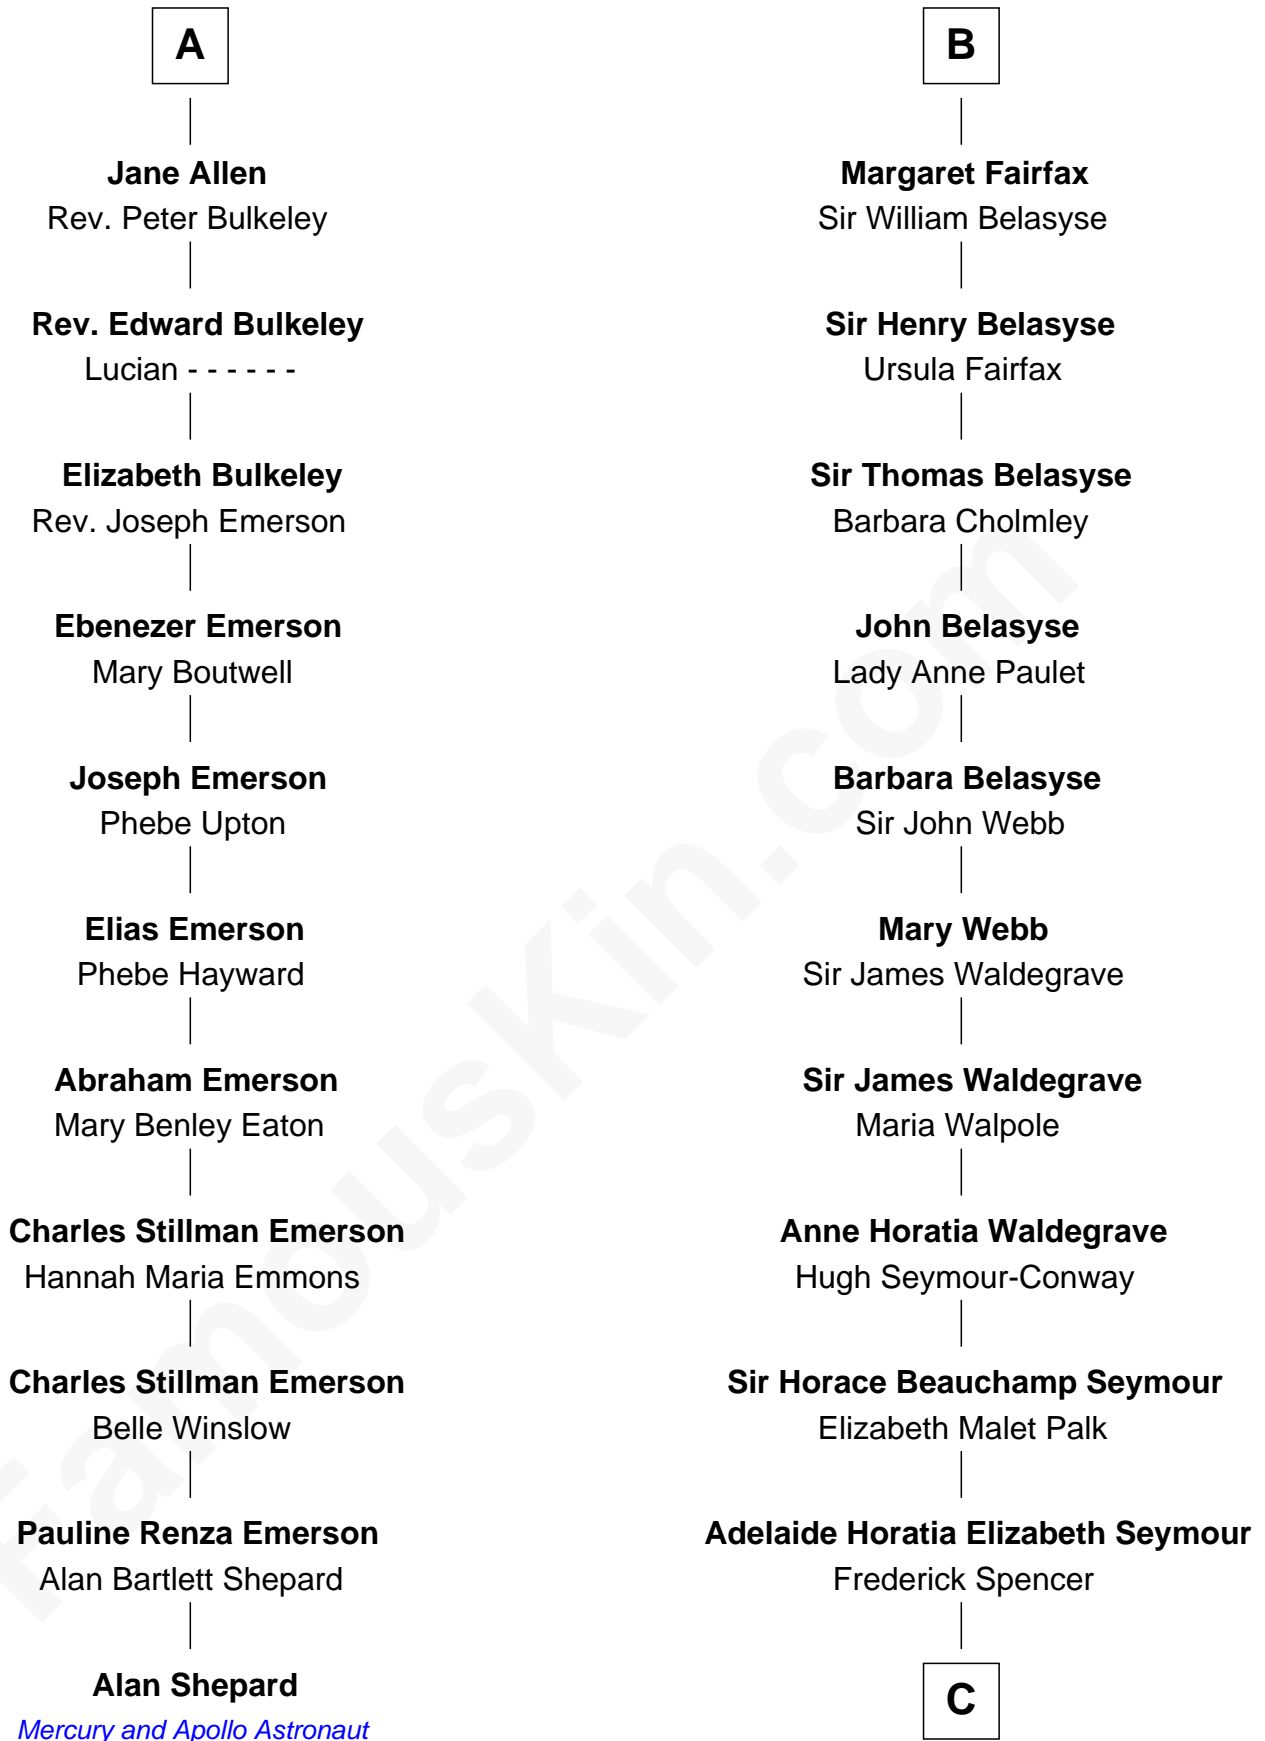 A
Jane Allen
Rev. Peter Bulkeley
Rev. Edward Bulkeley
Lucian - - - - - -
Elizabeth Bulkeley
Rev. Joseph Emerson
Ebenezer Emerson
Mary Boutwell
Joseph Emerson
Phebe Upton
Elias Emerson
Phebe Hayward
Abraham Emerson
Mary Benley Eaton
Charles Stillman Emerson
Hannah Maria Emmons
Charles Stillman Emerson
Belle Winslow
Pauline Renza Emerson
Alan Bartlett Shepard
Alan Shepard
Mercury and Apollo Astronaut
B
Margaret Fairfax
Sir William Belasyse
Sir Henry Belasyse
Ursula Fairfax
Sir Thomas Belasyse
Barbara Cholmley
John Belasyse
Lady Anne Paulet
Barbara Belasyse
Sir John Webb
Mary Webb
Sir James Waldegrave
Sir James Waldegrave
Maria Walpole
Anne Horatia Waldegrave
Hugh Seymour-Conway
Sir Horace Beauchamp Seymour
Elizabeth Malet Palk
Adelaide Horatia Elizabeth Seymour
Frederick Spencer
C
FamousKin.com